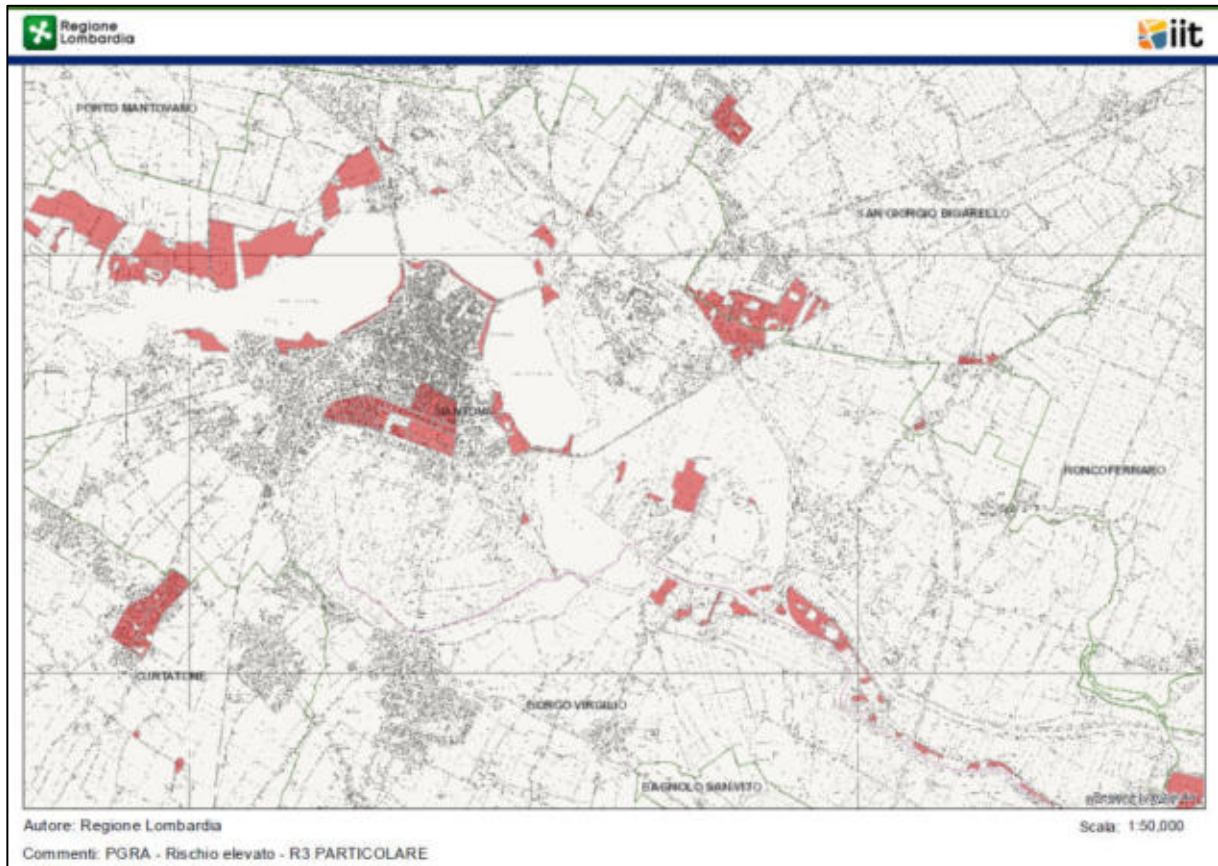 Regione
Lombardia
iit
PORTO MANTOVANO
SAN GIORGIO BIGARELLO
MANTOVA
RONCOFERRARO
CURTATONE
BORGO VIRGILIO
BAGNOLO SAN VITO
Autore: Regione Lombardia
Scala: 1:50,000
Commenti: PGRA - Rischio elevato - R3 PARTICOLARE